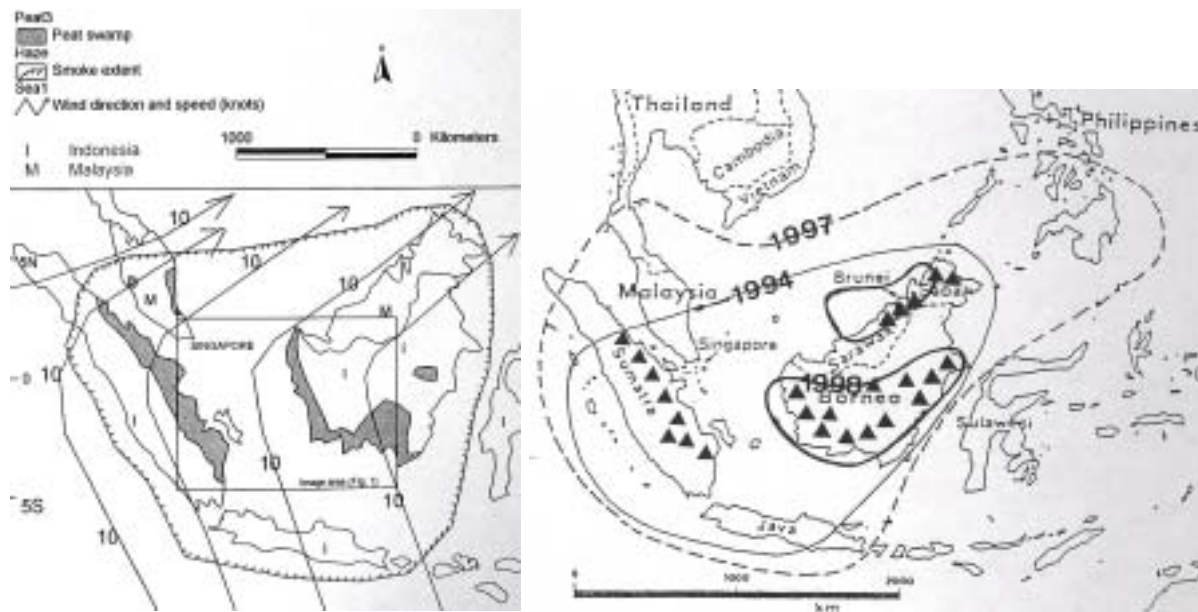 Peat3
Peat swamp
Haze
Smoke extent
Sea1
Wind direction and speed (knots)
1000 0 Kilometers
I Indonesia
M Malaysia
10
10
10
10
5N
M
M
SINGAPORE
I
I
0
10
I
I
10
5S
10
10
I
Thailand
Philippines
Cambodia
Vietnam
1997
Malaysia
1994
Brunei
Sabah
Singapore
Sarawak
Sumatra
1998
Borneo
Sulawesi
Java
0 1000 2000
km